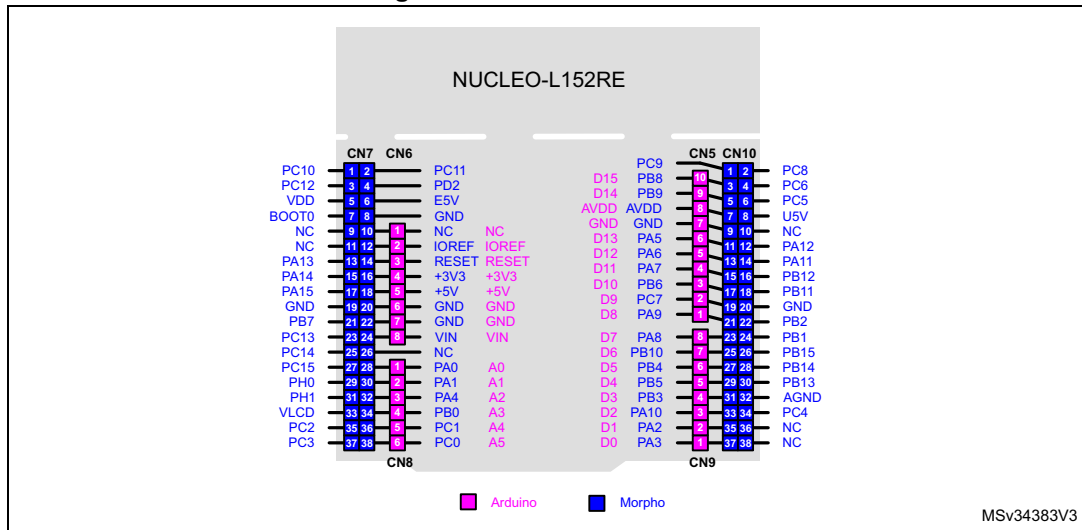 NUCLEO-L152RE
CN7 CN6 CN5 CN10
PC9
PC10 1 2 PC11 1 2 PC8
PC12 3 4 PD2 D15 PB8 10 3 4 PC6
VDD 5 6 E5V D14 PB9 9 5 6 PC5
BOOT0 7 8 GND AVDD AVDD 8 7 8 U5V
NC 9 10 1 NC NC GND GND 7 9 10 NC
NC 11 12 2 IOREF IOREF D13 PA5 6 11 12 PA12
PA13 13 14 3 RESET RESET D12 PA6 5 13 14 PA11
PA14 15 16 4 +3V3 +3V3 D11 PA7 4 15 16 PB12
PA15 17 18 5 +5V +5V D10 PB6 3 17 18 PB11
GND 19 20 6 GND GND D9 PC7 2 19 20 GND
PB7 21 22 7 GND GND D8 PA9 1 21 22 PB2
PC13 23 24 8 VIN VIN D7 PA8 8 23 24 PB1
PC14 25 26 NC D6 PB10 7 25 26 PB15
PC15 27 28 1 PA0 A0 D5 PB4 6 27 28 PB14
PH0 29 30 2 PA1 A1 D4 PB5 5 29 30 PB13
PH1 31 32 3 PA4 A2 D3 PB3 4 31 32 AGND
VLCD 33 34 4 PB0 A3 D2 PA10 3 33 34 PC4
PC2 35 36 5 PC1 A4 D1 PA2 2 35 36 NC
PC3 37 38 6 PC0 A5 D0 PA3 1 37 38 NC
CN8 CN9
Arduino Morpho
MSv34383V3